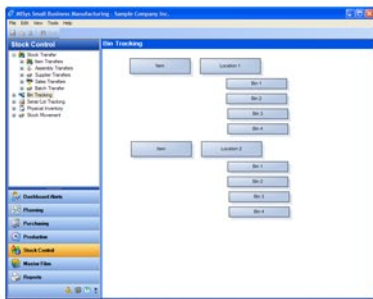 MISys Small Business Manufacturing - Sample Company Inc.
File Edit View Tools Help
Stock Control
Stock Transfer
Item Transfers
Assembly Transfers
Supplier Transfers
Sales Transfers
Batch Transfer
Bin Tracking
Serial/Lot Tracking
Physical Inventory
Stock Movement
Dashboard Alerts
Planning
Purchasing
Production
Stock Control
Master Files
Reports
Bin Tracking
Item Location 1
Bin 1
Bin 2
Bin 3
Bin 4
Item Location 2
Bin 1
Bin 2
Bin 3
Bin 4